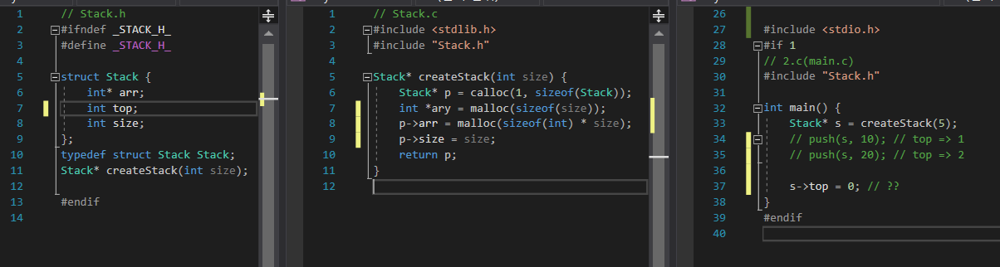 1 // Stack.h
2 #ifndef _STACK_H_
3 #define _STACK_H_
4
5 struct Stack {
6 int* arr;
7 int top;
8 int size;
9 };
10 typedef struct Stack Stack;
11 Stack* createStack(int size);
12
13 #endif
14
1 // Stack.c
2 #include <stdlib.h>
3 #include "Stack.h"
4
5 Stack* createStack(int size) {
6 Stack* p = calloc(1, sizeof(Stack));
7 int *ary = malloc(sizeof(size));
8 p->arr = malloc(sizeof(int) * size);
9 p->size = size;
10 return p;
11 }
12
26
27 #include <stdio.h>
28 #if 1
29 // 2.c(main.c)
30 #include "Stack.h"
31
32 int main() {
33 Stack* s = createStack(5);
34 // push(s, 10); // top => 1
35 // push(s, 20); // top => 2
36
37 s->top = 0; // ??
38 }
39 #endif
40